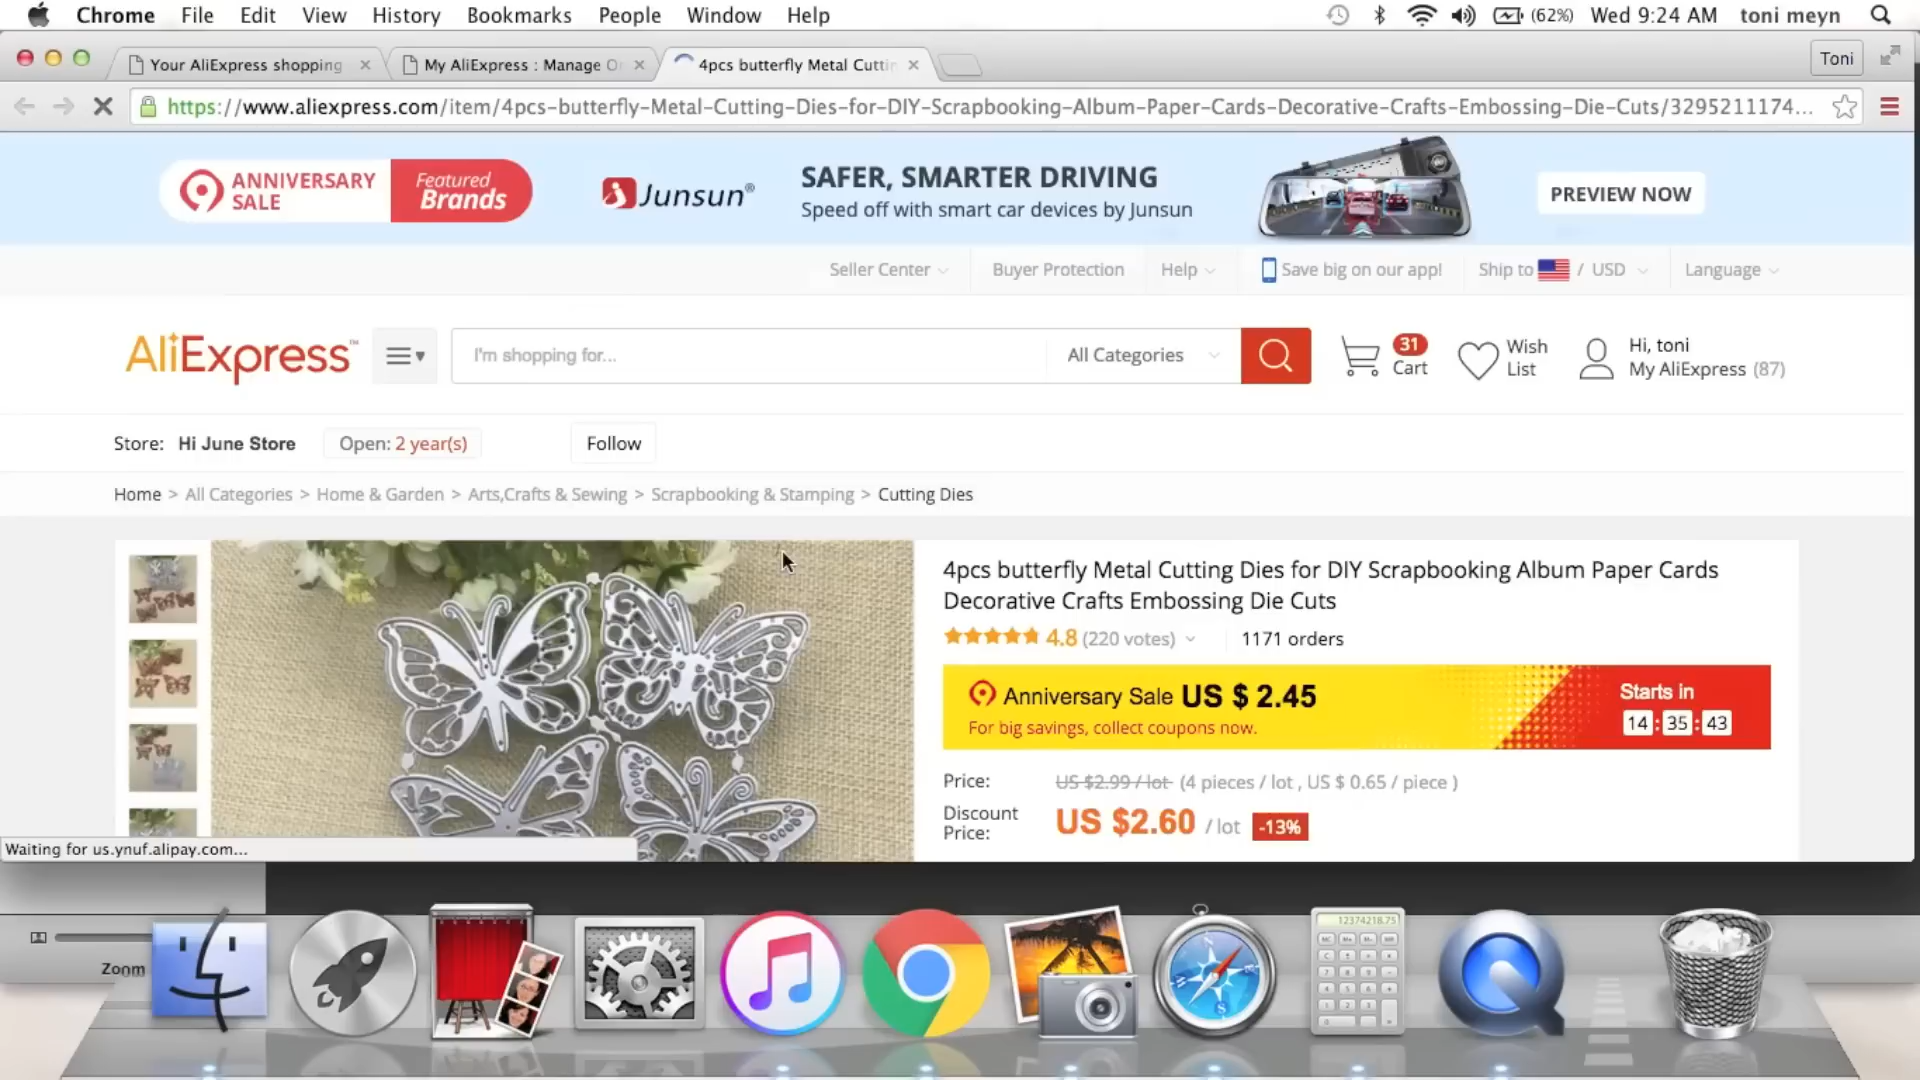 Chrome File Edit View History Bookmarks People Window Help (62%) Wed 9:24 AM toni meyn
Your AliExpress shopping My AliExpress : Manage O 4pcs butterfly Metal Cuttin Toni
https://www.aliexpress.com/item/4pcs-butterfly-Metal-Cutting-Dies-for-DIY-Scrapbooking-Album-Paper-Cards-Decorative-Crafts-Embossing-Die-Cuts/3295211174...
ANNIVERSARY SALE
Featured Brands
Junsun®
SAFER, SMARTER DRIVING
Speed off with smart car devices by Junsun
PREVIEW NOW
Seller Center Buyer Protection Help Save big on our app! Ship to / USD Language
AliExpress™
I'm shopping for... All Categories
31
Cart
Wish
List
Hi, toni
My AliExpress (87)
Store: Hi June Store Open: 2 year(s) Follow
Home > All Categories > Home & Garden > Arts,Crafts & Sewing > Scrapbooking & Stamping > Cutting Dies
4pcs butterfly Metal Cutting Dies for DIY Scrapbooking Album Paper Cards
Decorative Crafts Embossing Die Cuts
4.8 (220 votes) 1171 orders
Anniversary Sale US $ 2.45
For big savings, collect coupons now.
Starts in
14 : 35 : 43
Price: US $2.99 / lot (4 pieces / lot , US $ 0.65 / piece )
Discount
Price:
US $2.60 / lot -13%
Waiting for us.ynuf.alipay.com...
Zoom
12374218.75